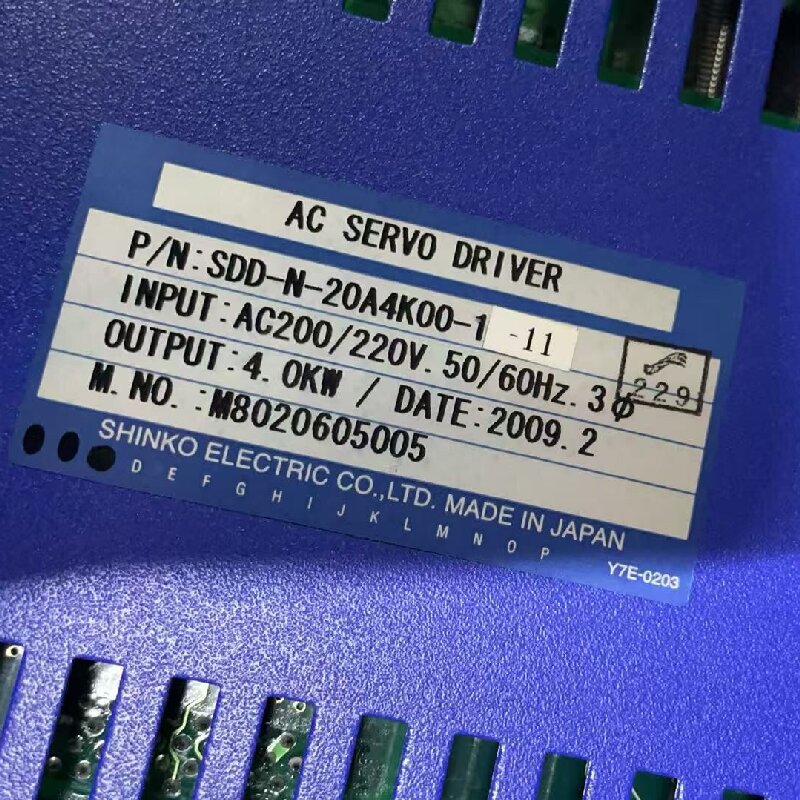 AC SERVO DRIVER
P/N:SDD-N-20A4K00-1 -11
INPUT:AC200/220V. 50/60Hz. 3φ
229
OUTPUT:4.0KW / DATE:2009.2
M.NO.:M8020605005
SHINKO ELECTRIC CO.,LTD. MADE IN JAPAN
D E F G H I J K L M N O P
Y7E-0203